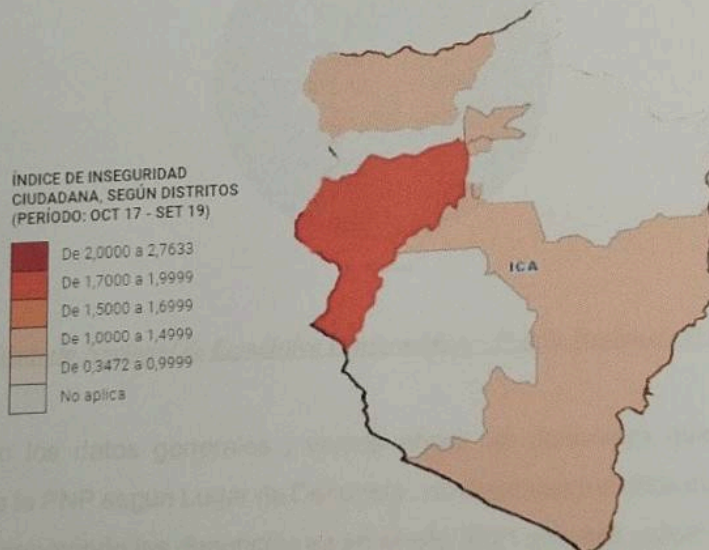 ÍNDICE DE INSEGURIDAD
CIUDADANA, SEGÚN DISTRITOS
(PERÍODO: OCT 17 - SET 19)
De 2,0000 a 2,7633
De 1,7000 a 1,9999
De 1,5000 a 1,6999
De 1,0000 a 1,4999
De 0,3472 a 0,9999
No aplica
ICA
los datos
la PNP según Lugar de